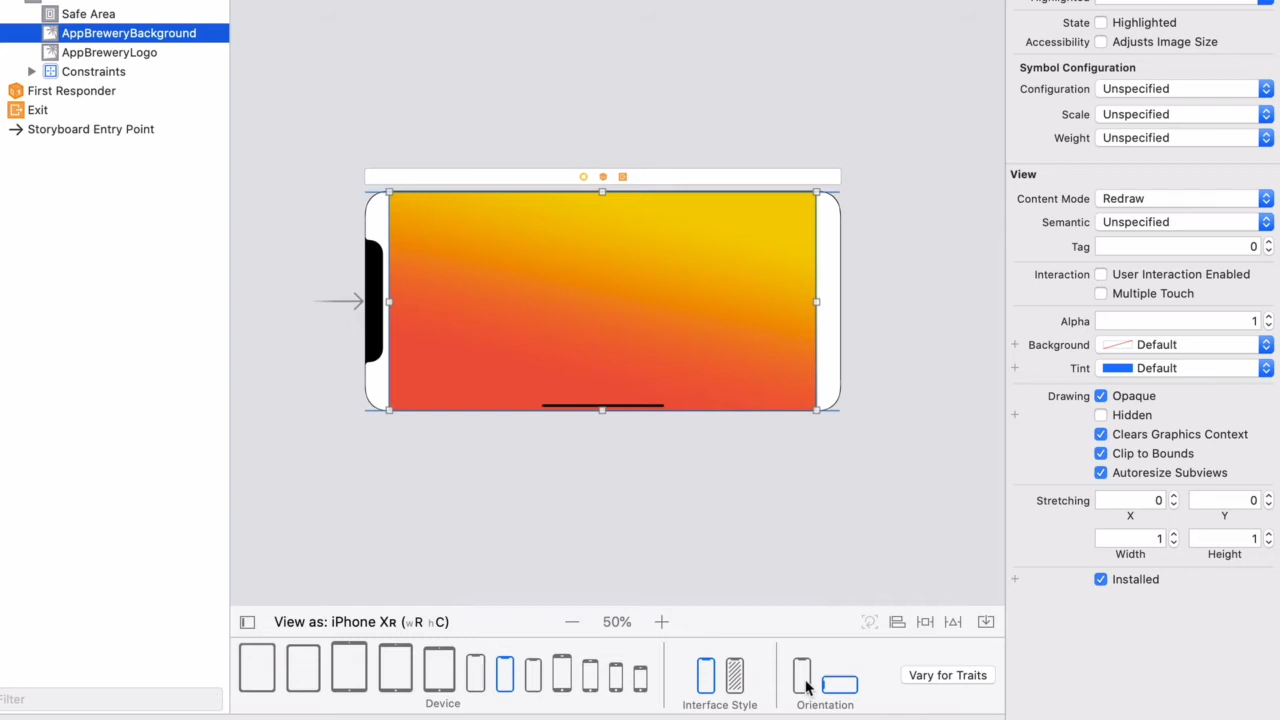 Safe Area
AppBreweryBackground
AppBreweryLogo
Constraints
First Responder
Exit
Storyboard Entry Point
Filter
View as: iPhone XR (wR hC)
50%
Device
Interface Style
Orientation
Vary for Traits
State Highlighted
Accessibility Adjusts Image Size
Symbol Configuration
Configuration Unspecified
Scale Unspecified
Weight Unspecified
View
Content Mode Redraw
Semantic Unspecified
Tag 0
Interaction User Interaction Enabled
Multiple Touch
Alpha 1
Background Default
Tint Default
Drawing Opaque
Hidden
Clears Graphics Context
Clip to Bounds
Autoresize Subviews
Stretching 0 0
X Y
1 1
Width Height
Installed